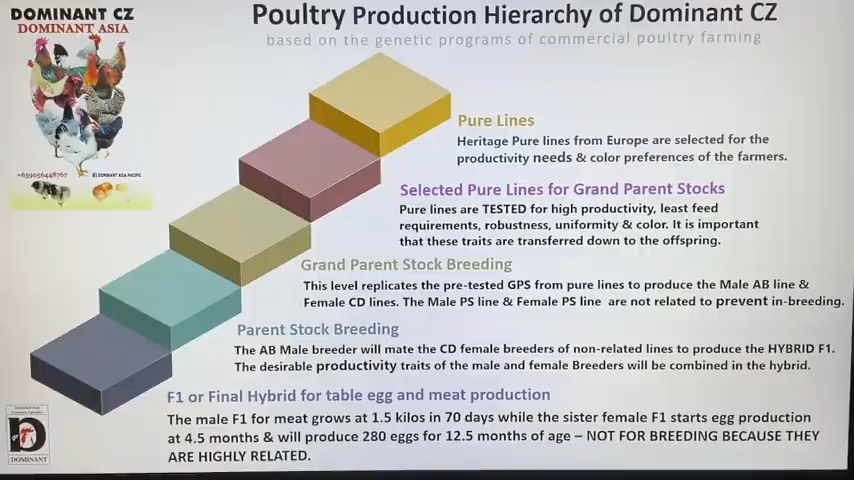 DOMINANT CZ
DOMINANT ASIA
Poultry Production Hierarchy of Dominant CZ
based on the genetic programs of commercial poultry farming
+639056448767
DOMINANT ASIA PACIFIC
Pure Lines
Heritage Pure lines from Europe are selected for the
productivity needs & color preferences of the farmers.
Selected Pure Lines for Grand Parent Stocks
Pure lines are TESTED for high productivity, least feed
requirements, robustness, uniformity & color. It is important
that these traits are transferred down to the offspring.
Grand Parent Stock Breeding
This level replicates the pre-tested GPS from pure lines to produce the Male AB line &
Female CD lines. The Male PS line & Female PS line are not related to prevent in-breeding.
Parent Stock Breeding
The AB Male breeder will mate the CD female breeders of non-related lines to produce the HYBRID F1.
The desirable productivity traits of the male and female Breeders will be combined in the hybrid.
F1 or Final Hybrid for table egg and meat production
The male F1 for meat grows at 1.5 kilos in 70 days while the sister female F1 starts egg production
at 4.5 months & will produce 280 eggs for 12.5 months of age – NOT FOR BREEDING BECAUSE THEY
ARE HIGHLY RELATED.
D
DOMINANT